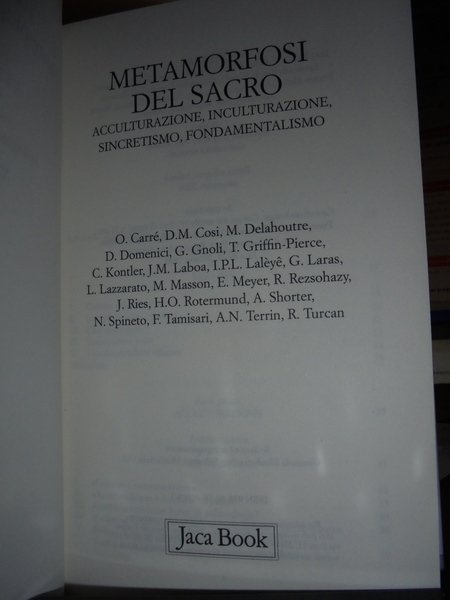 METAMORFOSI
DEL SACRO
ACCULTURAZIONE, INCULTURAZIONE,
SINCRETISMO, FONDAMENTALISMO
O. Carré, D.M. Cosi, M. Delahoutre,
D. Domenici, G. Gnoli, T. Griffin-Pierce,
C. Kontler, J.M. Laboa, I.P.L. Lalèyê, G. Laras,
L. Lazzarato, M. Masson, E. Meyer, R. Rezsohazy,
J. Ries, H.O. Rotermund, A. Shorter,
N. Spineto, F. Tamisari, A.N. Terrin, R. Turcan
Jaca Book